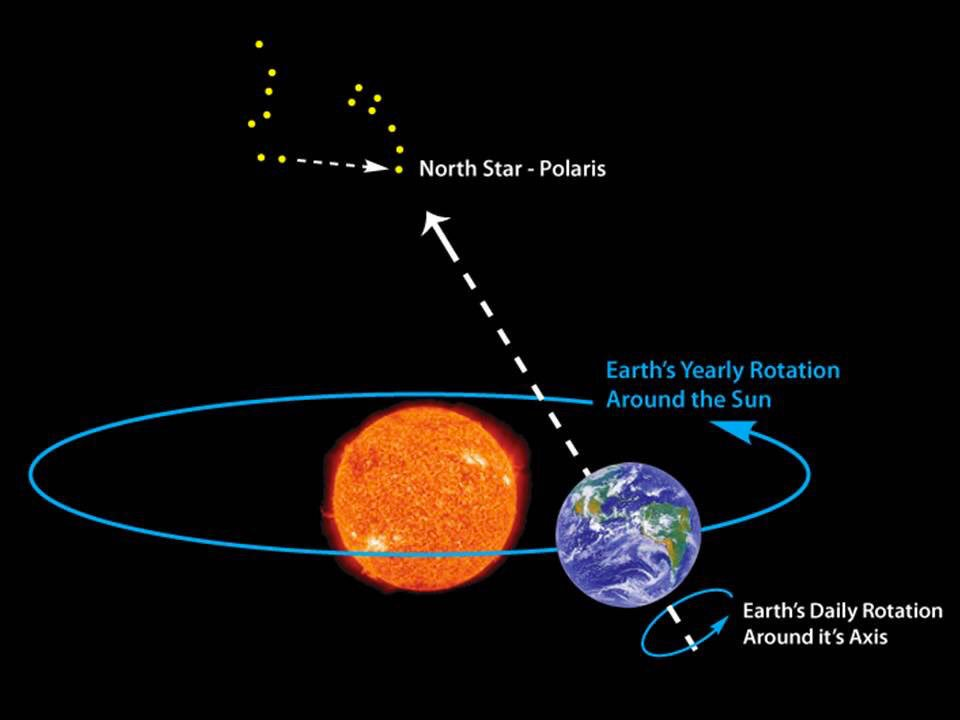 North Star - Polaris
Earth's Yearly Rotation
Around the Sun
Earth's Daily Rotation
Around it's Axis